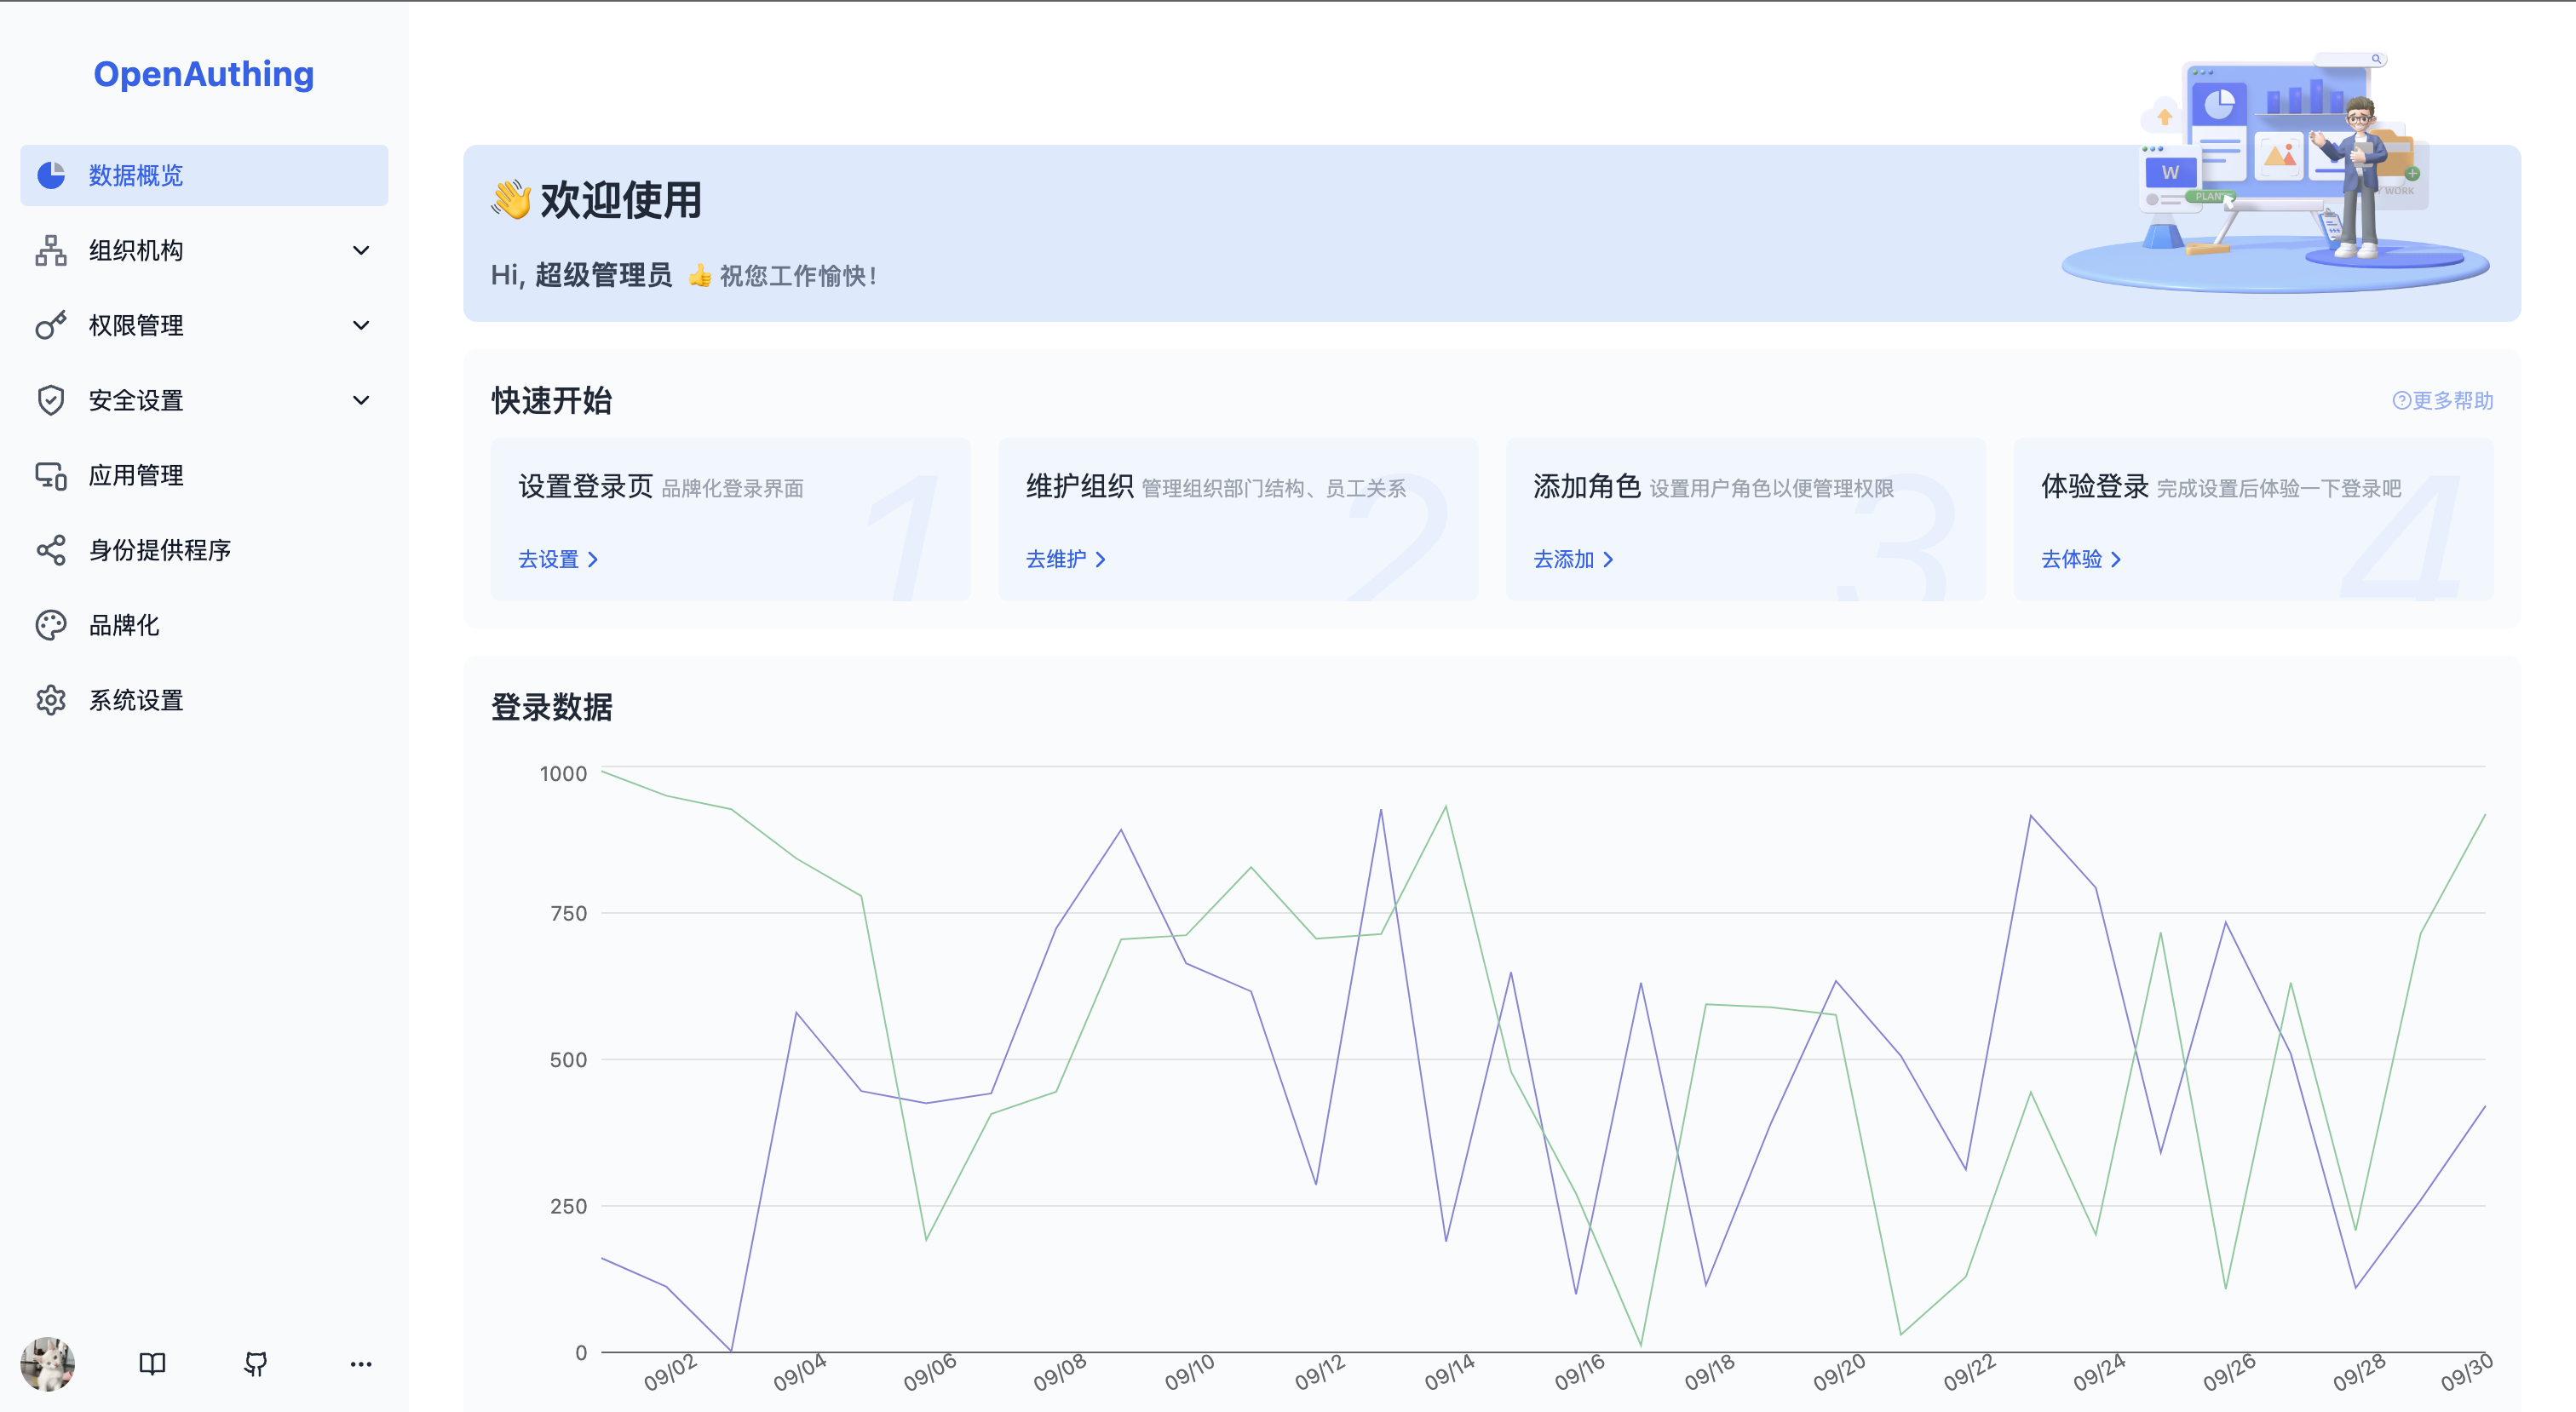 OpenAuthing
数据概览
组织机构
权限管理
安全设置
应用管理
身份提供程序
品牌化
系统设置
👋 欢迎使用
Hi, 超级管理员 👍 祝您工作愉快!
W
PLAN
WORK
快速开始
更多帮助
设置登录页 品牌化登录界面
去设置
1
维护组织 管理组织部门结构、员工关系
去维护
2
添加角色 设置用户角色以便管理权限
去添加
3
体验登录 完成设置后体验一下登录吧
去体验
4
登录数据
1000
750
500
250
0
09/02 09/04 09/06 09/08 09/10 09/12 09/14 09/16 09/18 09/20 09/22 09/24 09/26 09/28 09/30